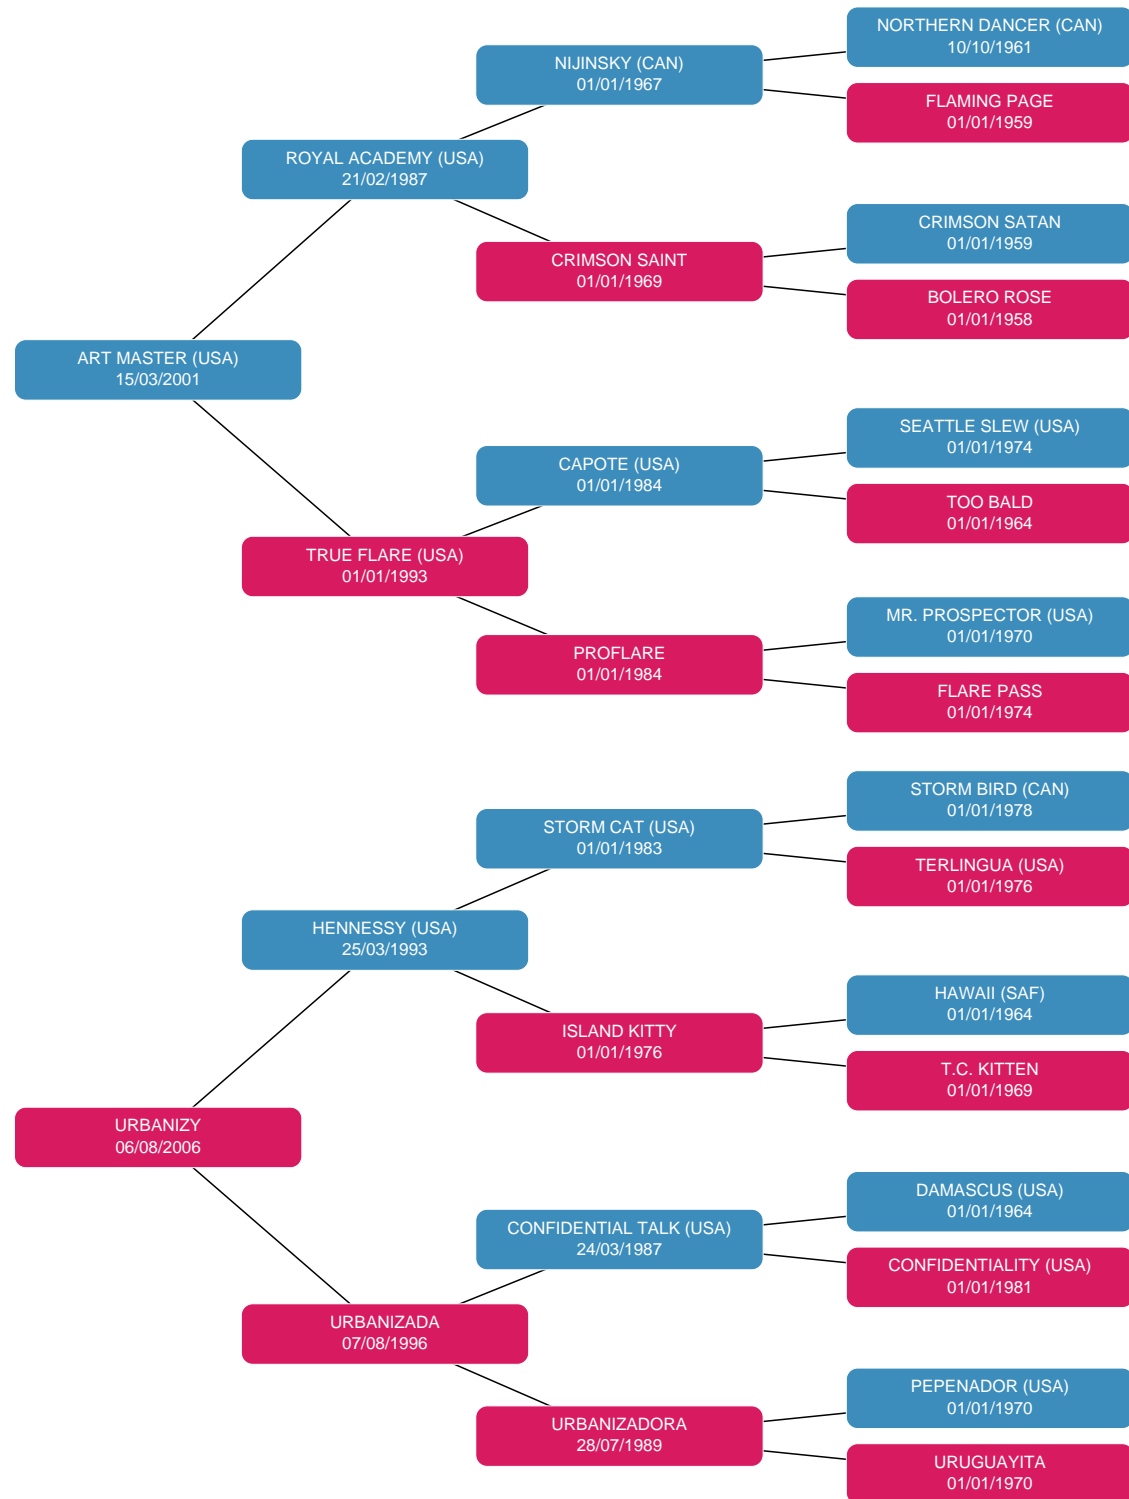 NORTHERN DANCER (CAN)
10/10/1961
NIJINSKY (CAN)
01/01/1967
FLAMING PAGE
01/01/1959
ROYAL ACADEMY (USA)
21/02/1987
CRIMSON SATAN
01/01/1959
CRIMSON SAINT
01/01/1969
BOLERO ROSE
01/01/1958
ART MASTER (USA)
15/03/2001
SEATTLE SLEW (USA)
01/01/1974
CAPOTE (USA)
01/01/1984
TOO BALD
01/01/1964
TRUE FLARE (USA)
01/01/1993
MR. PROSPECTOR (USA)
01/01/1970
PROFLARE
01/01/1984
FLARE PASS
01/01/1974
STORM BIRD (CAN)
01/01/1978
STORM CAT (USA)
01/01/1983
TERLINGUA (USA)
01/01/1976
HENNESSY (USA)
25/03/1993
HAWAII (SAF)
01/01/1964
ISLAND KITTY
01/01/1976
T.C. KITTEN
01/01/1969
URBANIZY
06/08/2006
DAMASCUS (USA)
01/01/1964
CONFIDENTIAL TALK (USA)
24/03/1987
CONFIDENTIALITY (USA)
01/01/1981
URBANIZADA
07/08/1996
PEPENADOR (USA)
01/01/1970
URBANIZADORA
28/07/1989
URUGUAYITA
01/01/1970